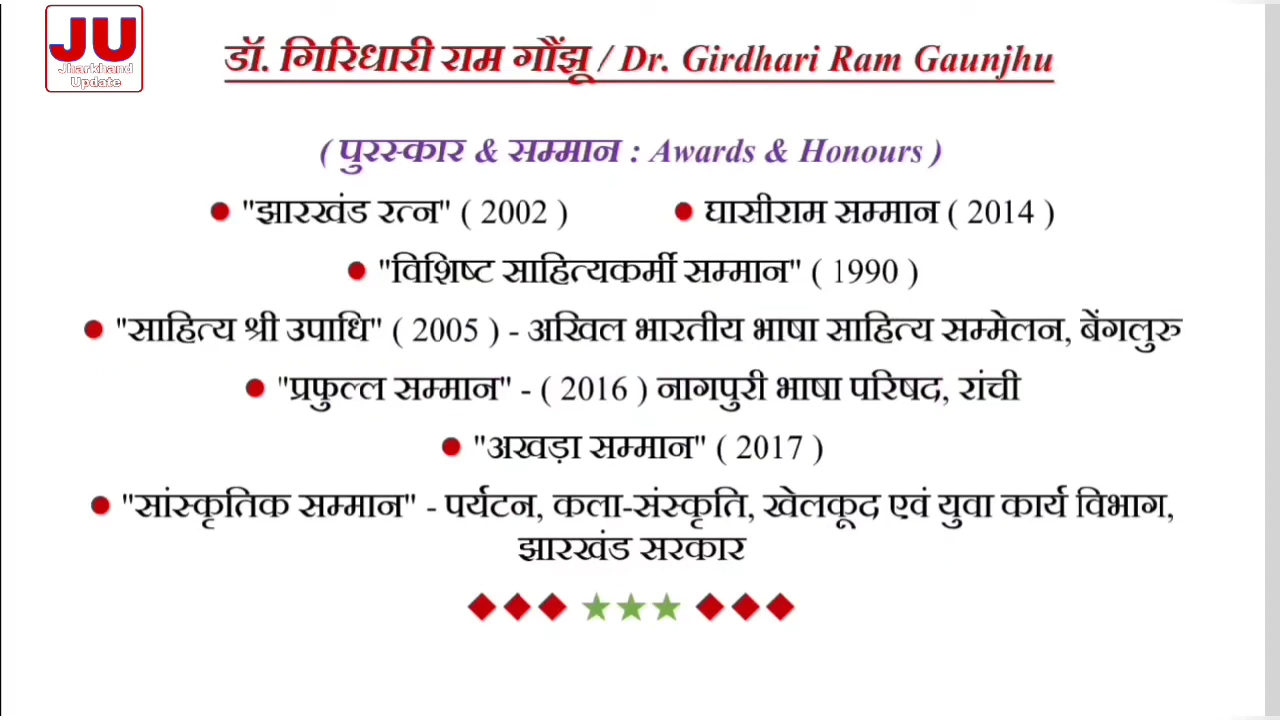 JU
Jharkhand
Update
डॉ. गिरिधारी राम गौंझू / Dr. Girdhari Ram Gaunjhu
( पुरस्कार & सम्मान : Awards & Honours )
"झारखंड रत्न" ( 2002 ) घासीराम सम्मान ( 2014 )
"विशिष्ट साहित्यकर्मी सम्मान" ( 1990 )
"साहित्य श्री उपाधि" ( 2005 ) - अखिल भारतीय भाषा साहित्य सम्मेलन, बेंगलुरु
"प्रफुल्ल सम्मान" - ( 2016 ) नागपुरी भाषा परिषद, रांची
"अखड़ा सम्मान" ( 2017 )
"सांस्कृतिक सम्मान" - पर्यटन, कला-संस्कृति, खेलकूद एवं युवा कार्य विभाग,
झारखंड सरकार